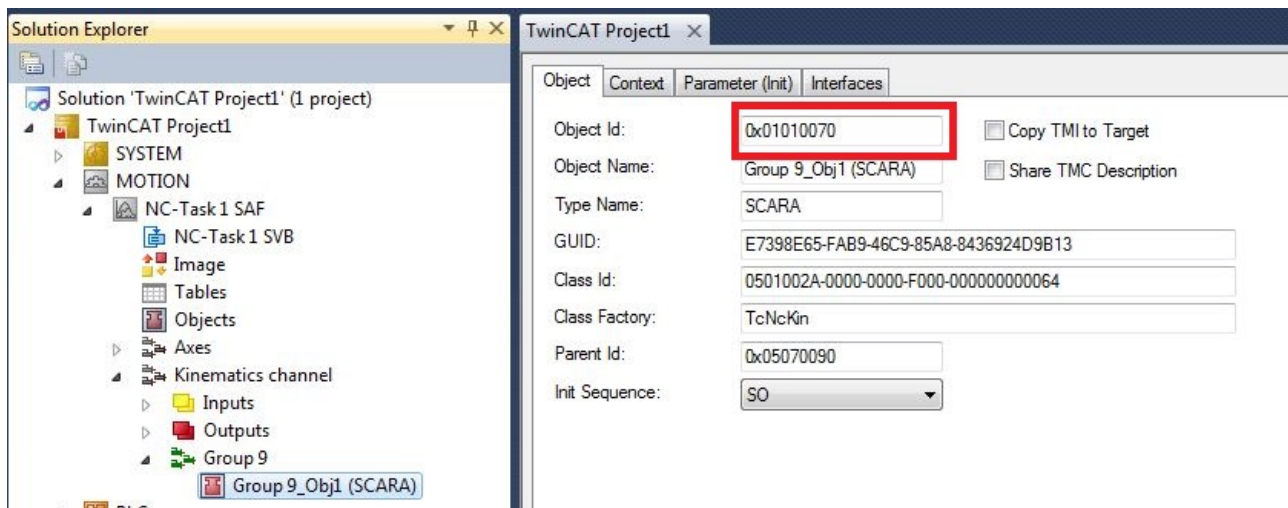 Solution Explorer
Solution 'TwinCAT Project1' (1 project)
TwinCAT Project1
SYSTEM
MOTION
NC-Task 1 SAF
NC-Task 1 SVB
Image
Tables
Objects
Axes
Kinematics channel
Inputs
Outputs
Group 9
Group 9_Obj1 (SCARA)
TwinCAT Project1
Object Context Parameter (Init) Interfaces
Object Id: 0x01010070 Copy TMI to Target
Object Name: Group 9_Obj1 (SCARA) Share TMC Description
Type Name: SCARA
GUID: E7398E65-FAB9-46C9-85A8-8436924D9B13
Class Id: 0501002A-0000-0000-F000-000000000064
Class Factory: TcNcKin
Parent Id: 0x05070090
Init Sequence: SO